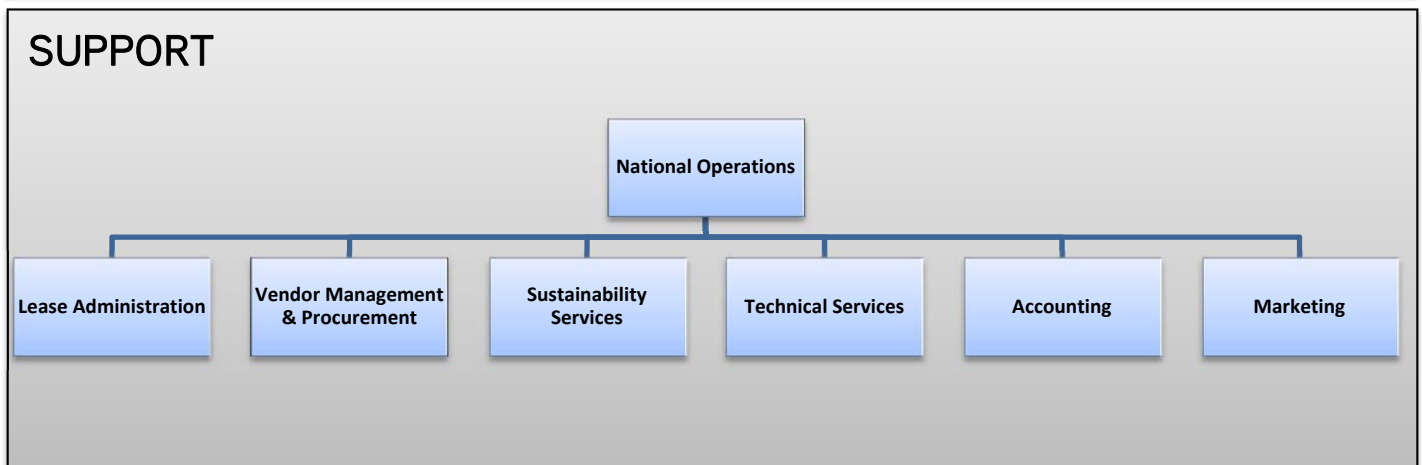 SUPPORT
National Operations
Lease Administration
Vendor Management
& Procurement
Sustainability
Services
Technical Services
Accounting
Marketing